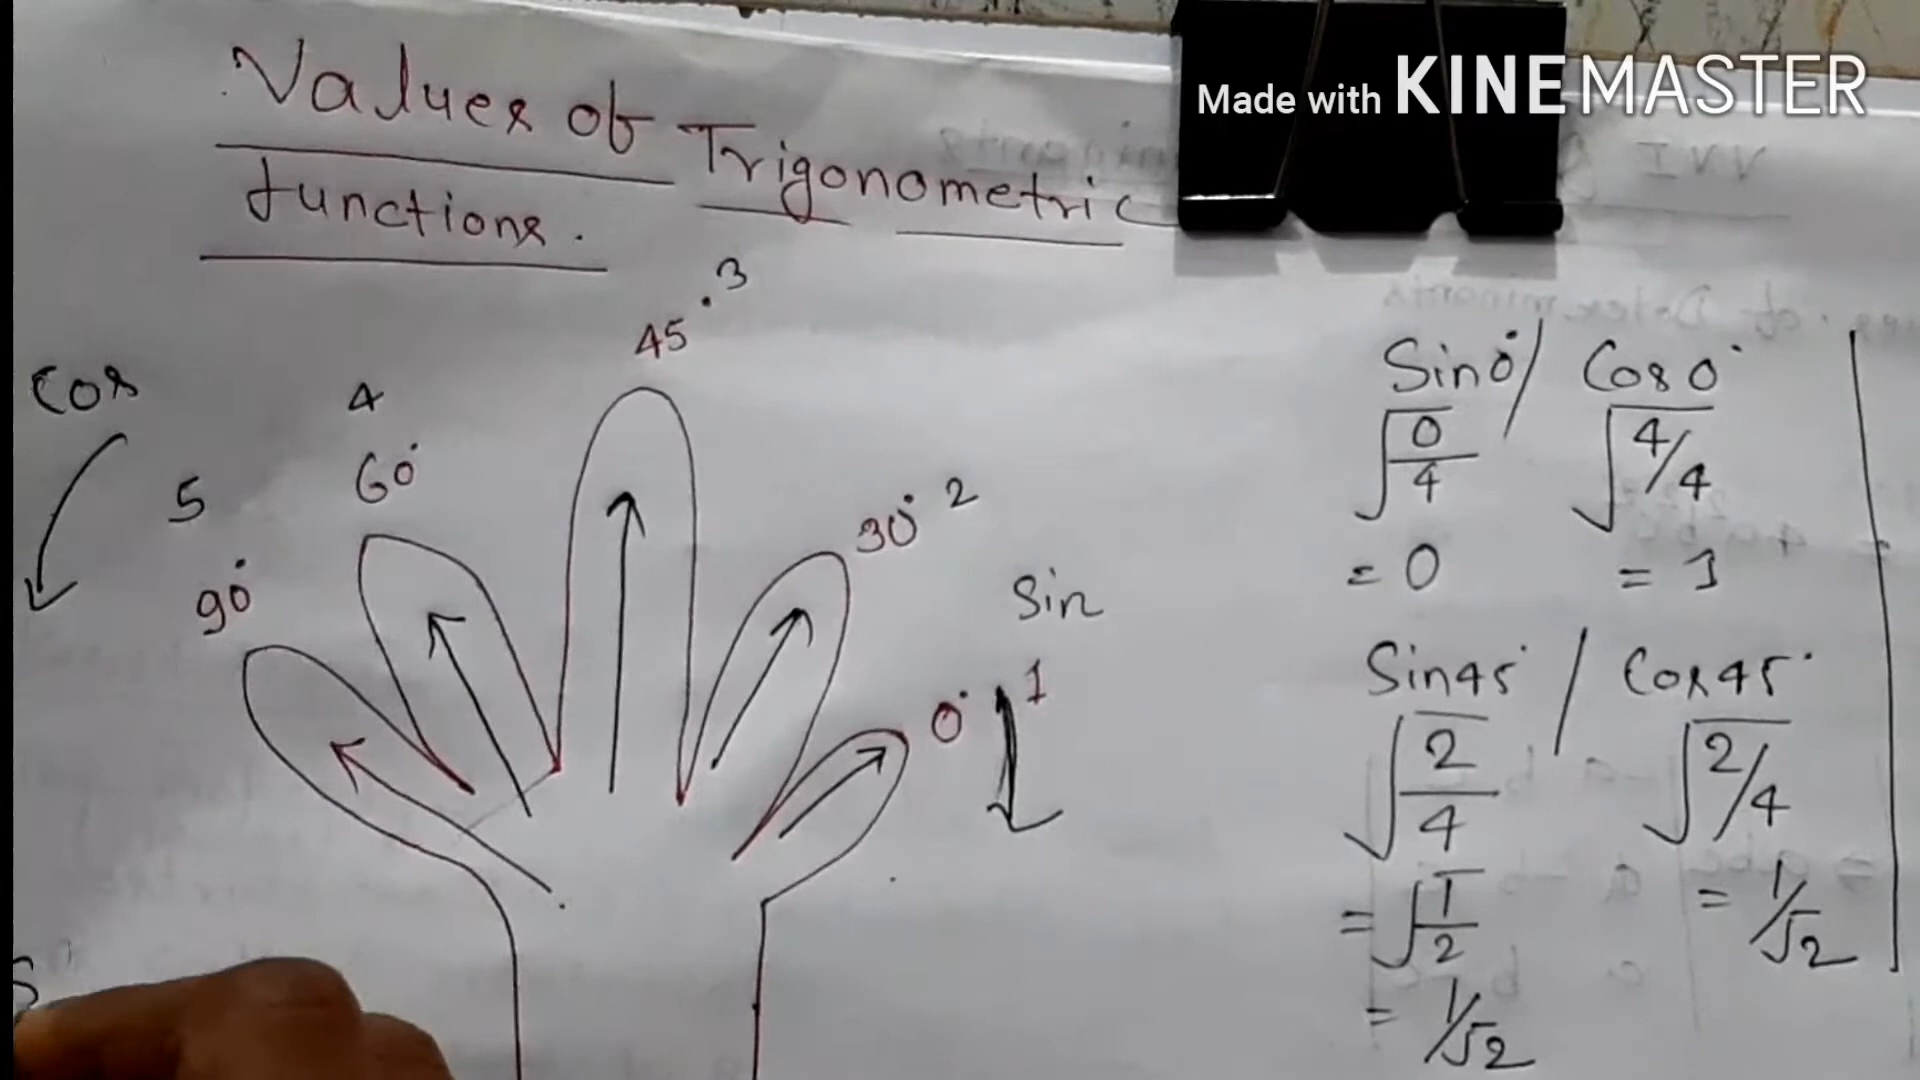 Made with KINEMASTER
Values of Trigonometric
functions.
45° 3
Cos
4
60°
5
90°
30° 2
Sin
0° 1
Sin0° / Cos0°
√0/4 √4/4
= 0 = 1
Sin45° / Cos45°
√2/4 √2/4
= √1/2 = 1/√2
= 1/√2